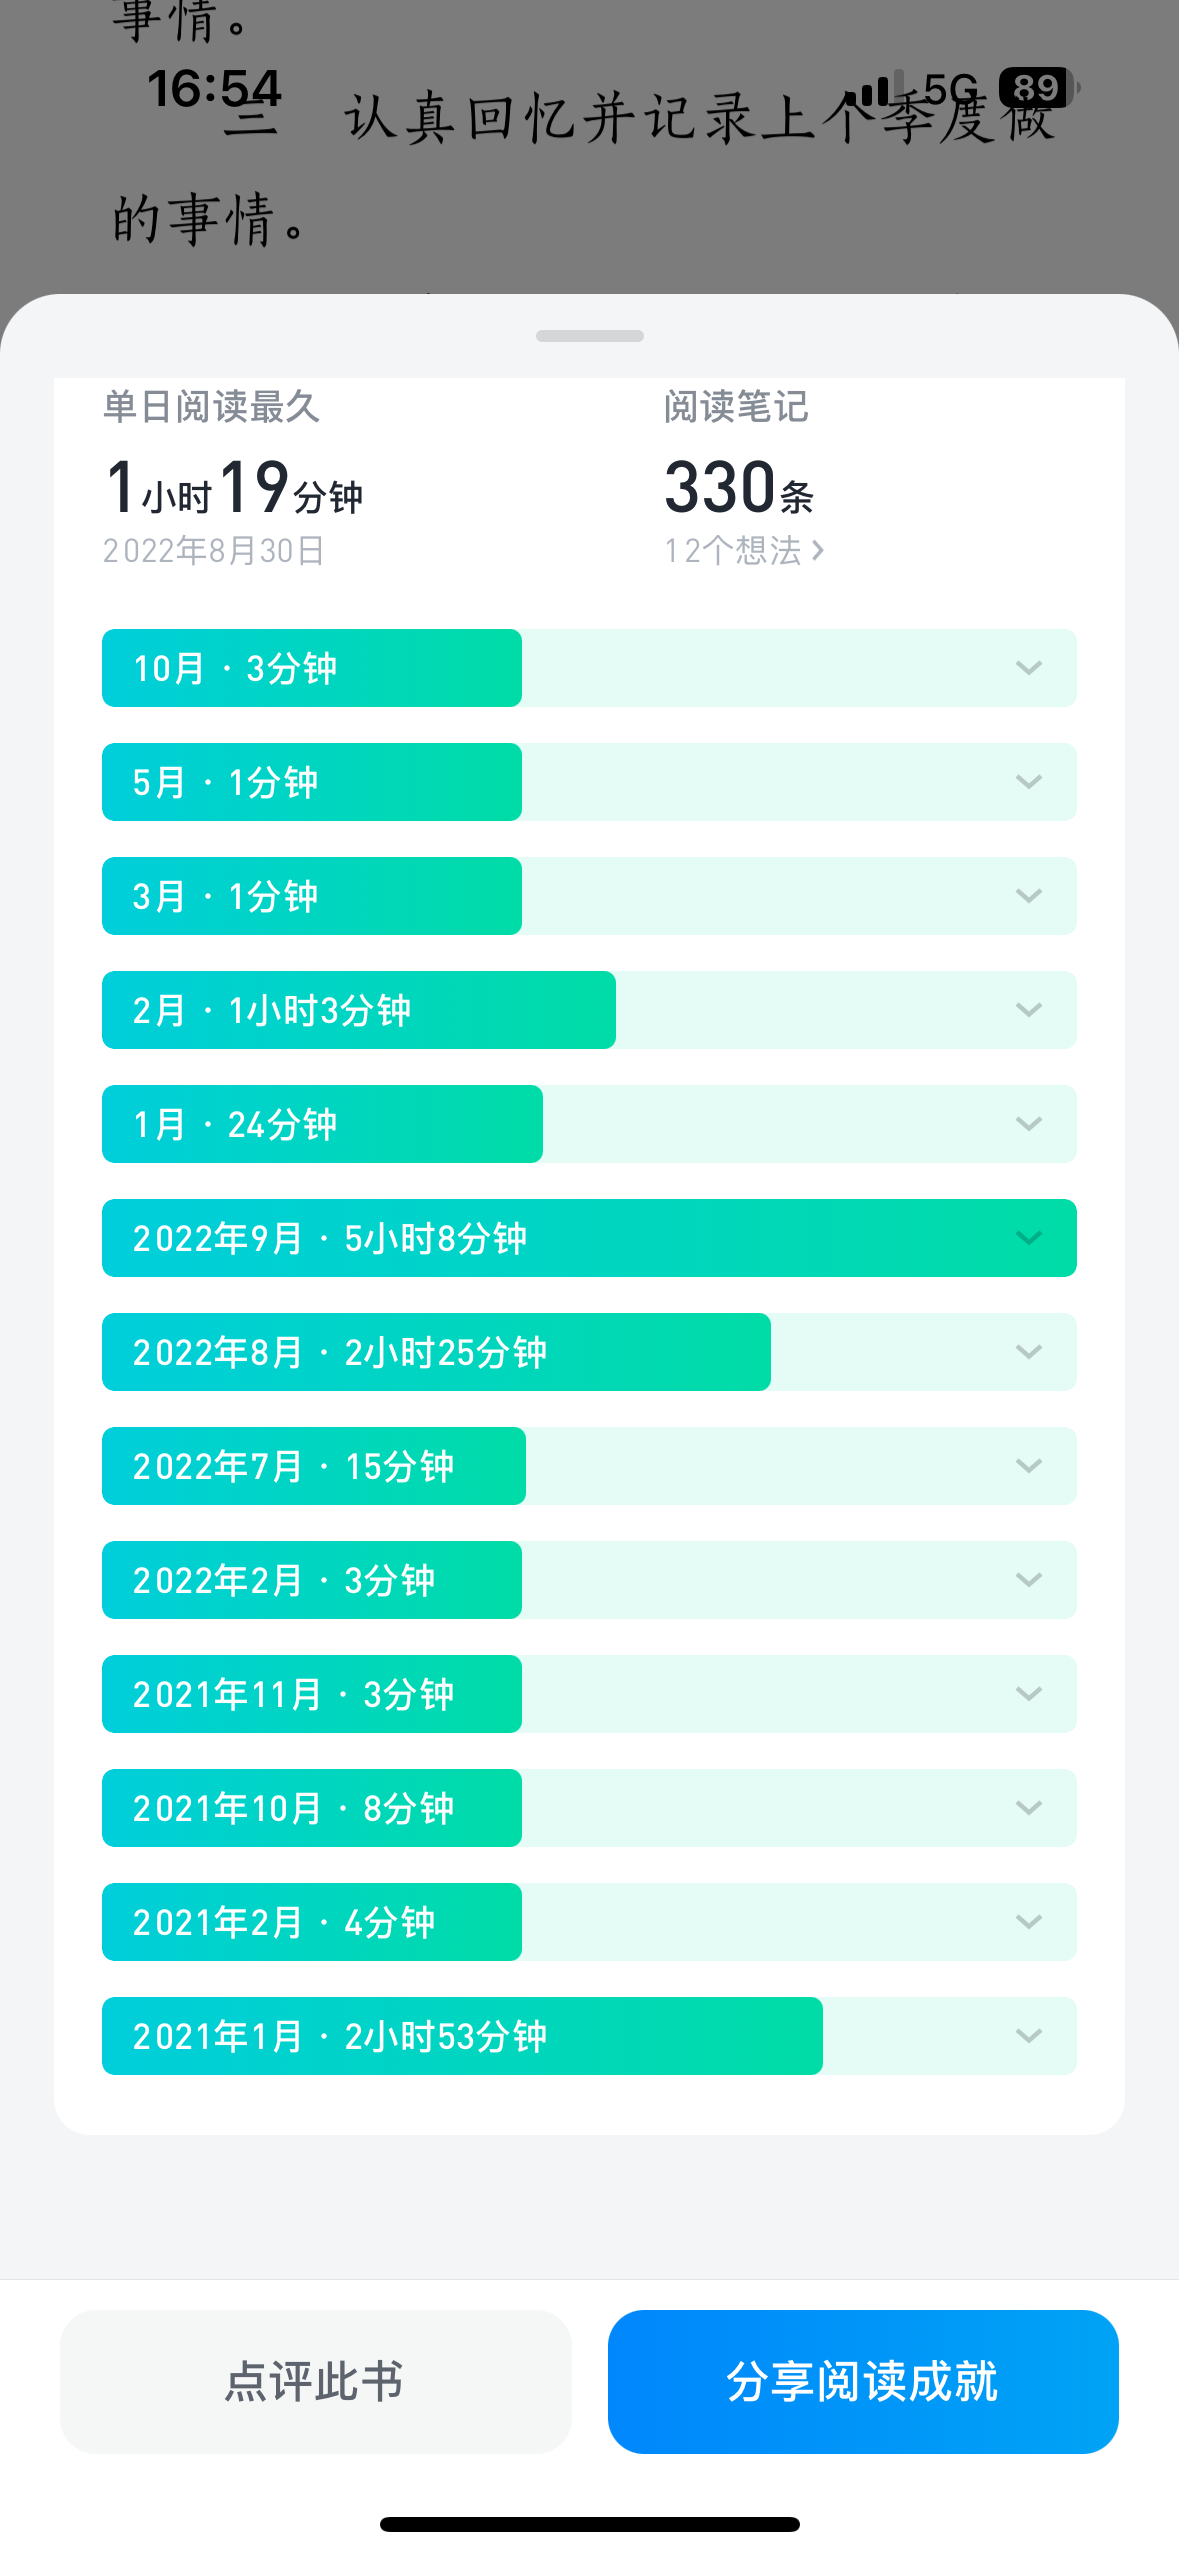 事情。
16:54
5G
89
三 认真回忆并记录上个季度做
的事情。
单日阅读最久
阅读笔记
1小时19分钟
330条
2022年8月30日
12个想法
10月 · 3分钟
5月 · 1分钟
3月 · 1分钟
2月 · 1小时3分钟
1月 · 24分钟
2022年9月 · 5小时8分钟
2022年8月 · 2小时25分钟
2022年7月 · 15分钟
2022年2月 · 3分钟
2021年11月 · 3分钟
2021年10月 · 8分钟
2021年2月 · 4分钟
2021年1月 · 2小时53分钟
点评此书
分享阅读成就